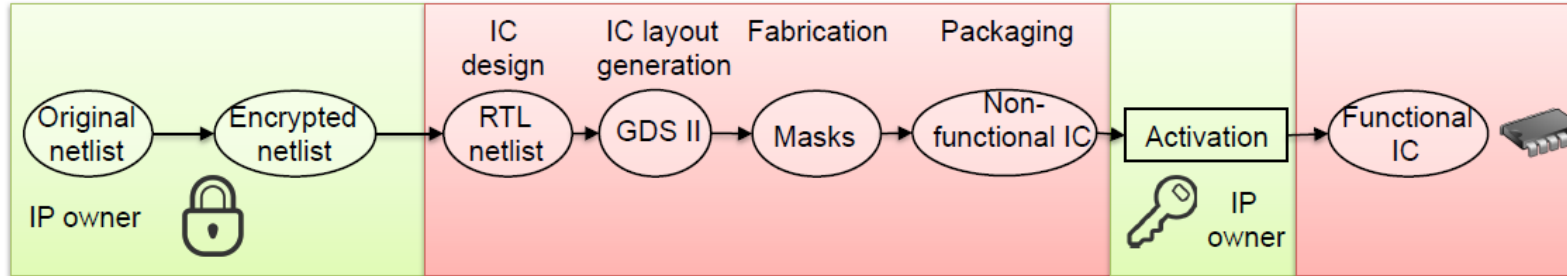 IC
design
IC layout
generation
Fabrication
Packaging
Original
netlist
Encrypted
netlist
RTL
netlist
GDS II
Masks
Non-
functional IC
Activation
Functional
IC
IP owner
IP
owner